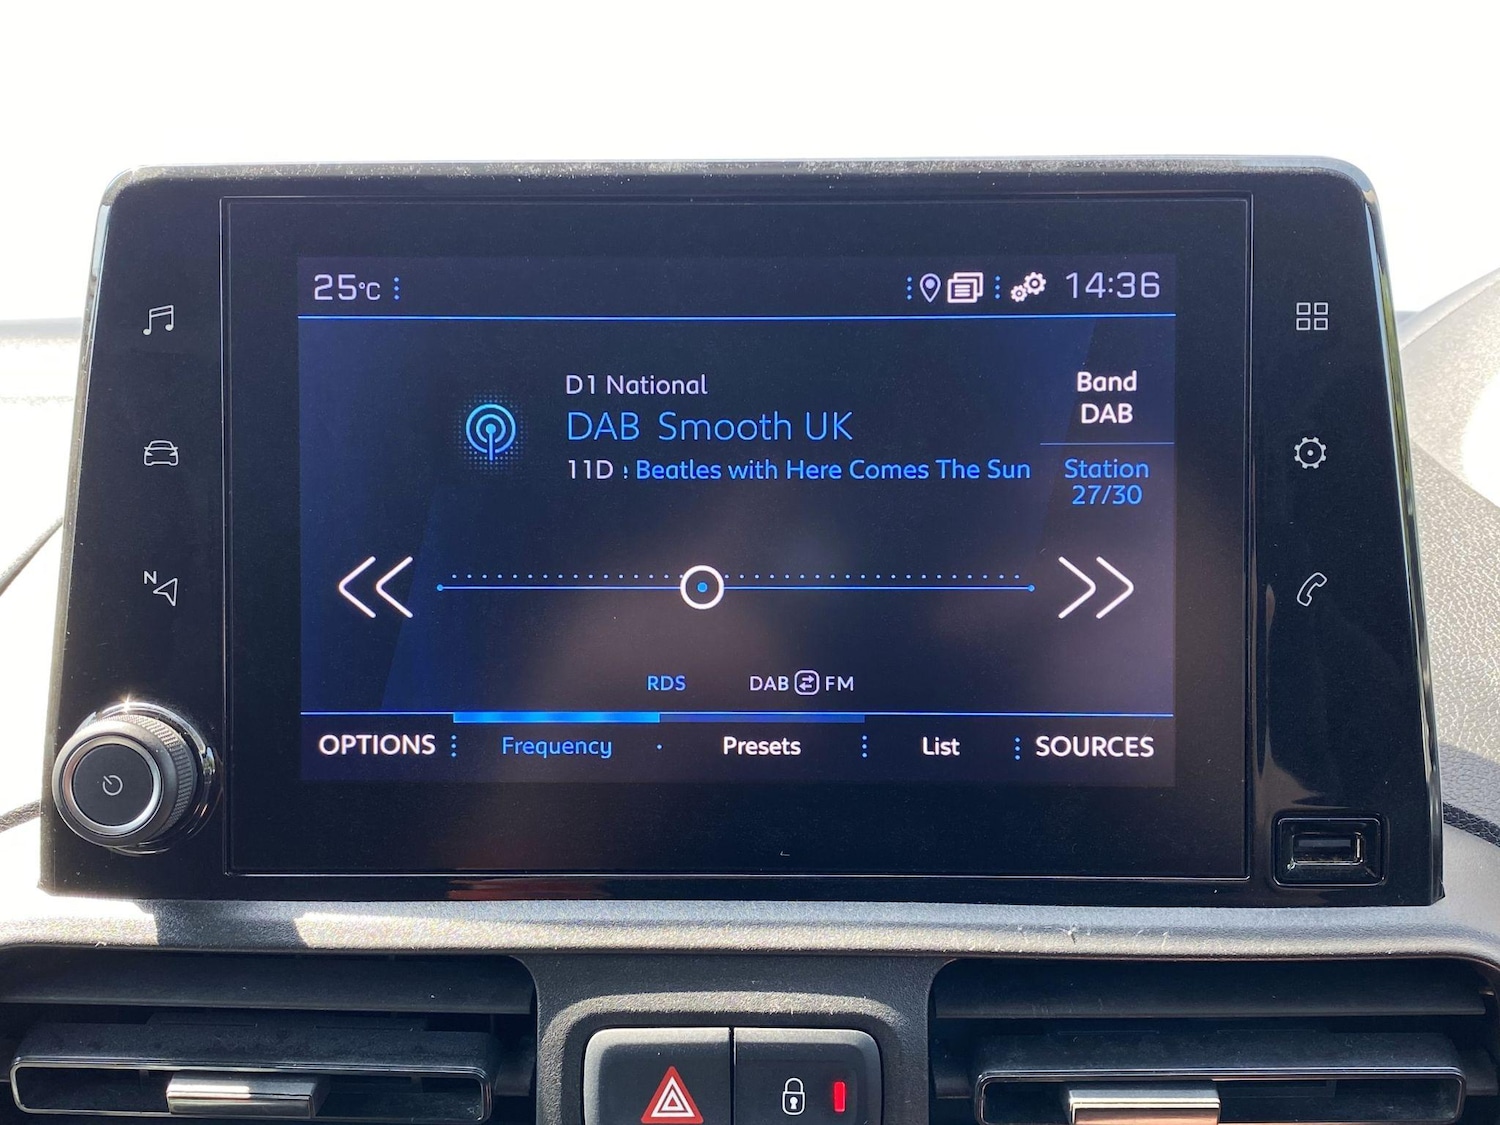 25°C
14:36
D1 National
DAB Smooth UK
11D : Beatles with Here Comes The Sun
Band
DAB
Station
27/30
N
RDS
DAB FM
OPTIONS
Frequency
Presets
List
SOURCES